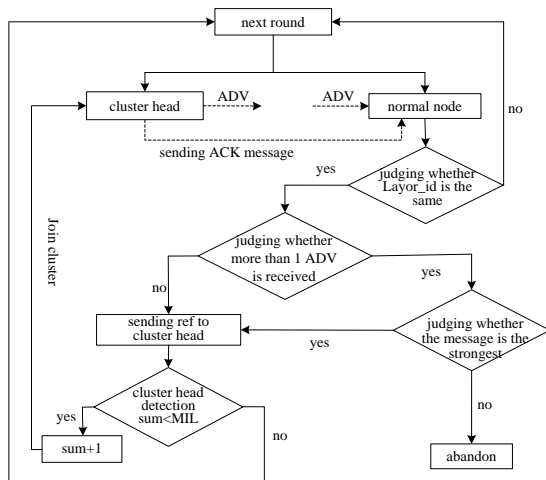 next round
cluster head
ADV
ADV
normal node
no
sending ACK message
judging whether
Layor_id is the
same
yes
Join cluster
judging whether
more than 1 ADV
is received
yes
no
sending ref to
cluster head
yes
judging whether
the message is the
strongest
cluster head
detection
sum<MIL
yes
no
no
sum+1
abandon